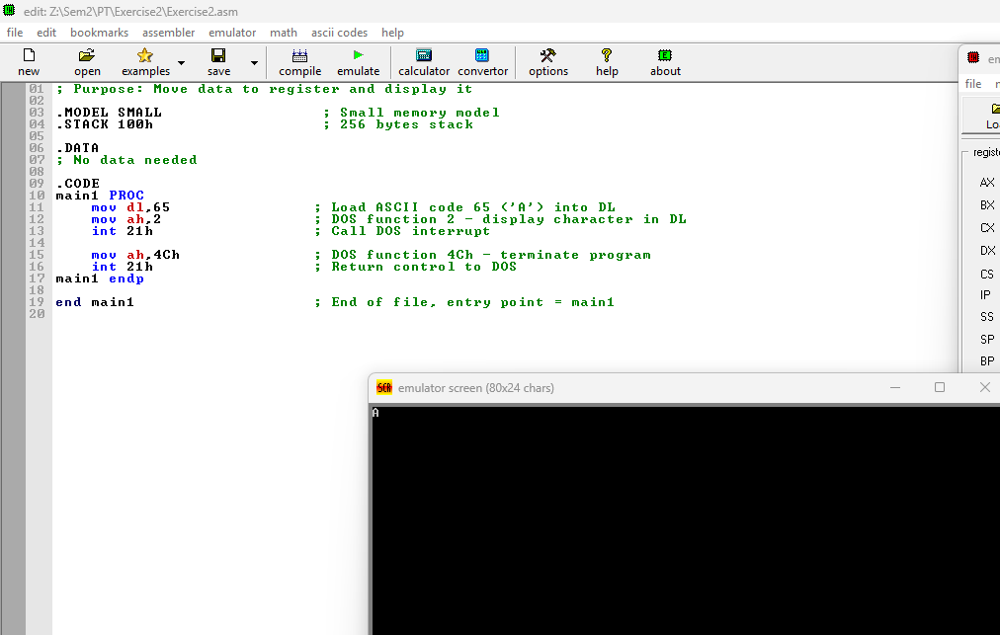 edit: Z:\Sem2\PT\Exercise2\Exercise2.asm
file edit bookmarks assembler emulator math ascii codes help
new open examples save compile emulate calculator convertor options help about
01 ; Purpose: Move data to register and display it
02
03 .MODEL SMALL ; Small memory model
04 .STACK 100h ; 256 bytes stack
05
06 .DATA
07 ; No data needed
08
09 .CODE
10 main1 PROC
11 mov dl,65 ; Load ASCII code 65 ('A') into DL
12 mov ah,2 ; DOS function 2 - display character in DL
13 int 21h ; Call DOS interrupt
14
15 mov ah,4Ch ; DOS function 4Ch - terminate program
16 int 21h ; Return control to DOS
17 main1 endp
18
19 end main1 ; End of file, entry point = main1
20
file
registe
AX
BX
CX
DX
CS
IP
SS
SP
BP
SCR emulator screen (80x24 chars)
A